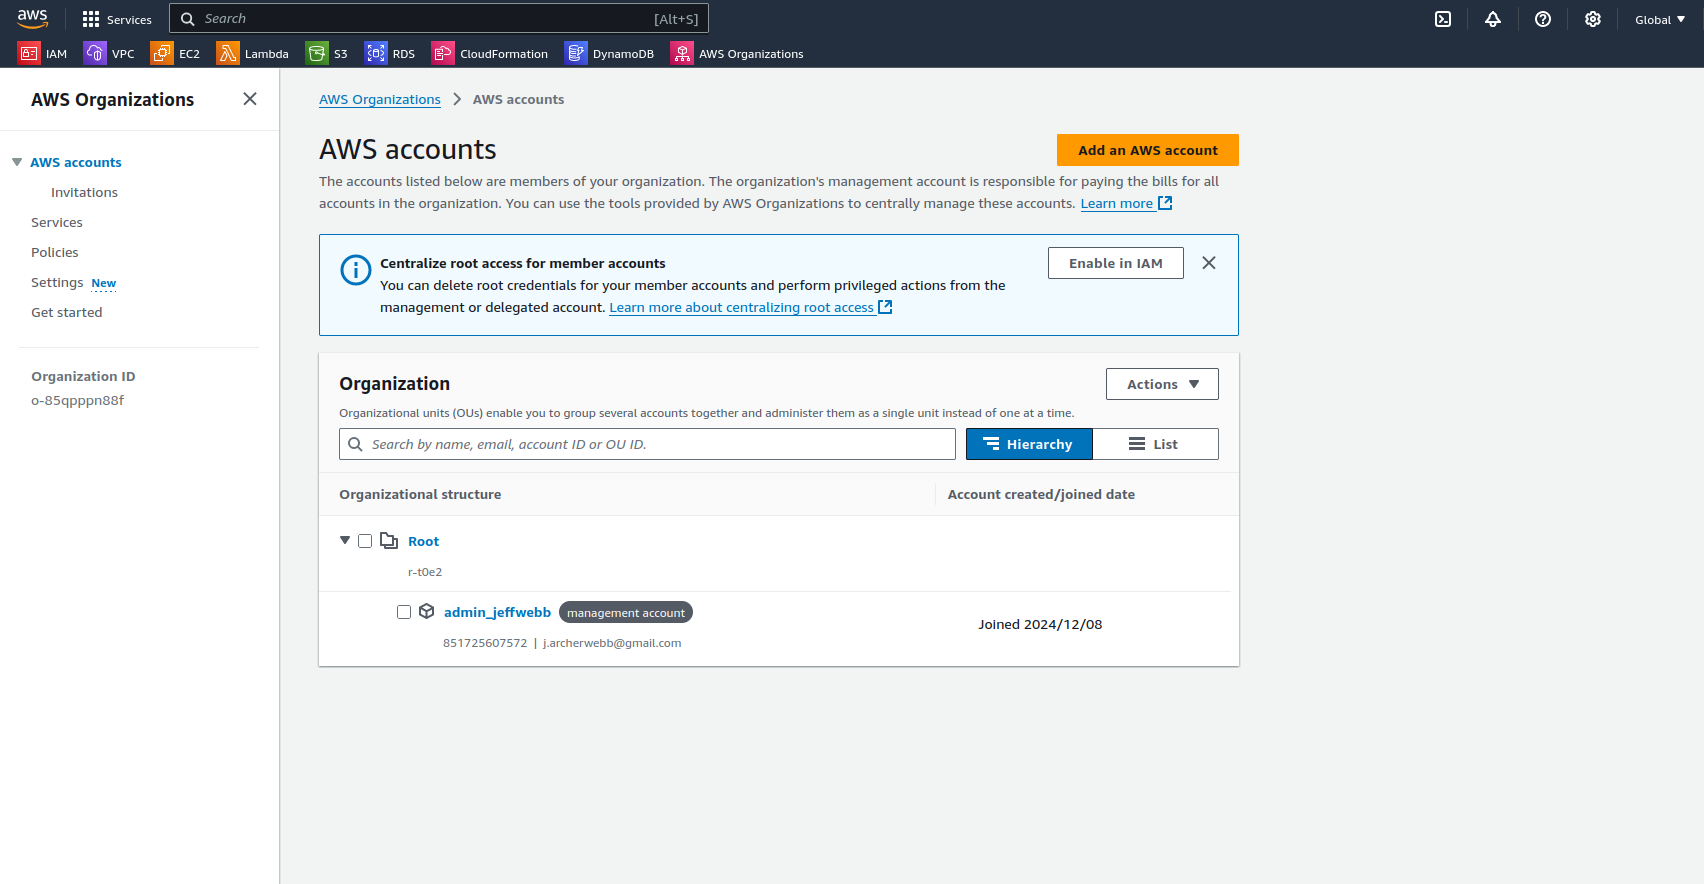 aws
Services
Search
[Alt+S]
Global
IAM
VPC
EC2
Lambda
S3
RDS
CloudFormation
DynamoDB
AWS Organizations
AWS Organizations
AWS accounts
Invitations
Services
Policies
Settings New
Get started
Organization ID
o-85qpppn88f
AWS Organizations > AWS accounts
AWS accounts
Add an AWS account
The accounts listed below are members of your organization. The organization's management account is responsible for paying the bills for all
accounts in the organization. You can use the tools provided by AWS Organizations to centrally manage these accounts. Learn more
Centralize root access for member accounts
You can delete root credentials for your member accounts and perform privileged actions from the
management or delegated account. Learn more about centralizing root access
Enable in IAM
Organization
Actions
Organizational units (OUs) enable you to group several accounts together and administer them as a single unit instead of one at a time.
Search by name, email, account ID or OU ID.
Hierarchy
List
Organizational structure
Account created/joined date
Root
r-t0e2
admin_jeffwebb management account
851725607572 | j.archerwebb@gmail.com
Joined 2024/12/08